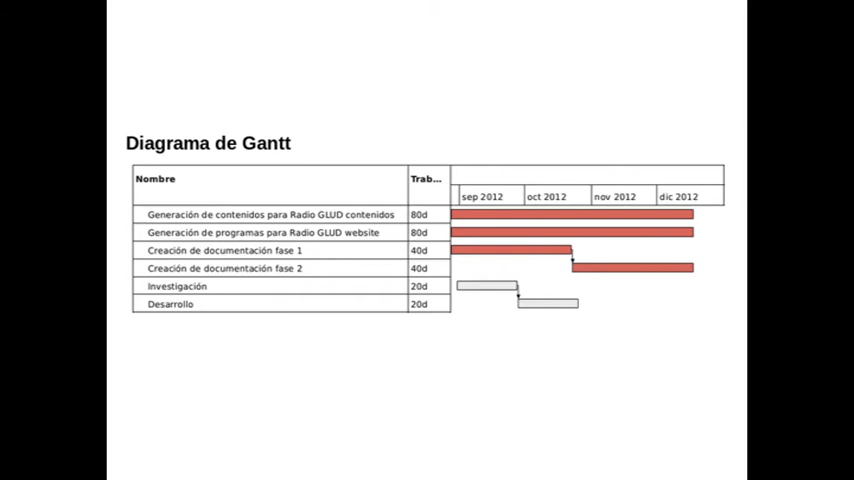 Diagrama de Gantt
Nombre Trab...
sep 2012 oct 2012 nov 2012 dic 2012
Generación de contenidos para Radio GLUD contenidos 80d
Generación de programas para Radio GLUD website 80d
Creación de documentación fase 1 40d
Creación de documentación fase 2 40d
Investigación 20d
Desarrollo 20d